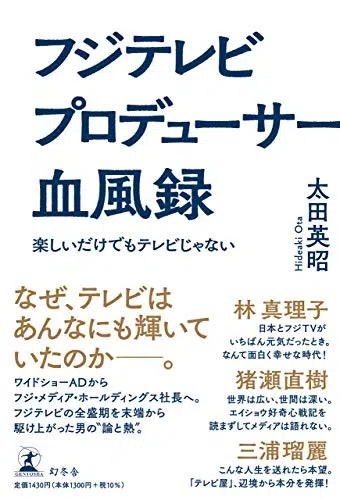 フジテレビ
プロデューサー
血風録
楽しいだけでもテレビじゃない
太田英昭
Hideaki Ota
なぜ、テレビは
あんなにも輝いて
いたのか——。
ワイドショーADから
フジ・メディア・ホールディングス社長へ。
フジテレビの全盛期を末端から
駆け上がった男の“論と熱”。
林 真理子
日本とフジTVが
いちばん元気だったとき。
なんて面白く幸せな時代!
猪瀬直樹
世界は広い、世間は深い。
エイショウ好奇心戦記を
読まずしてメディアは語れない。
三浦瑠麗
こんな人生を送れたら本望。
「テレビ屋」、辺境から本分を発揮!
GENTOSHA
幻冬舎
定価1430円(本体1300円+税10%)